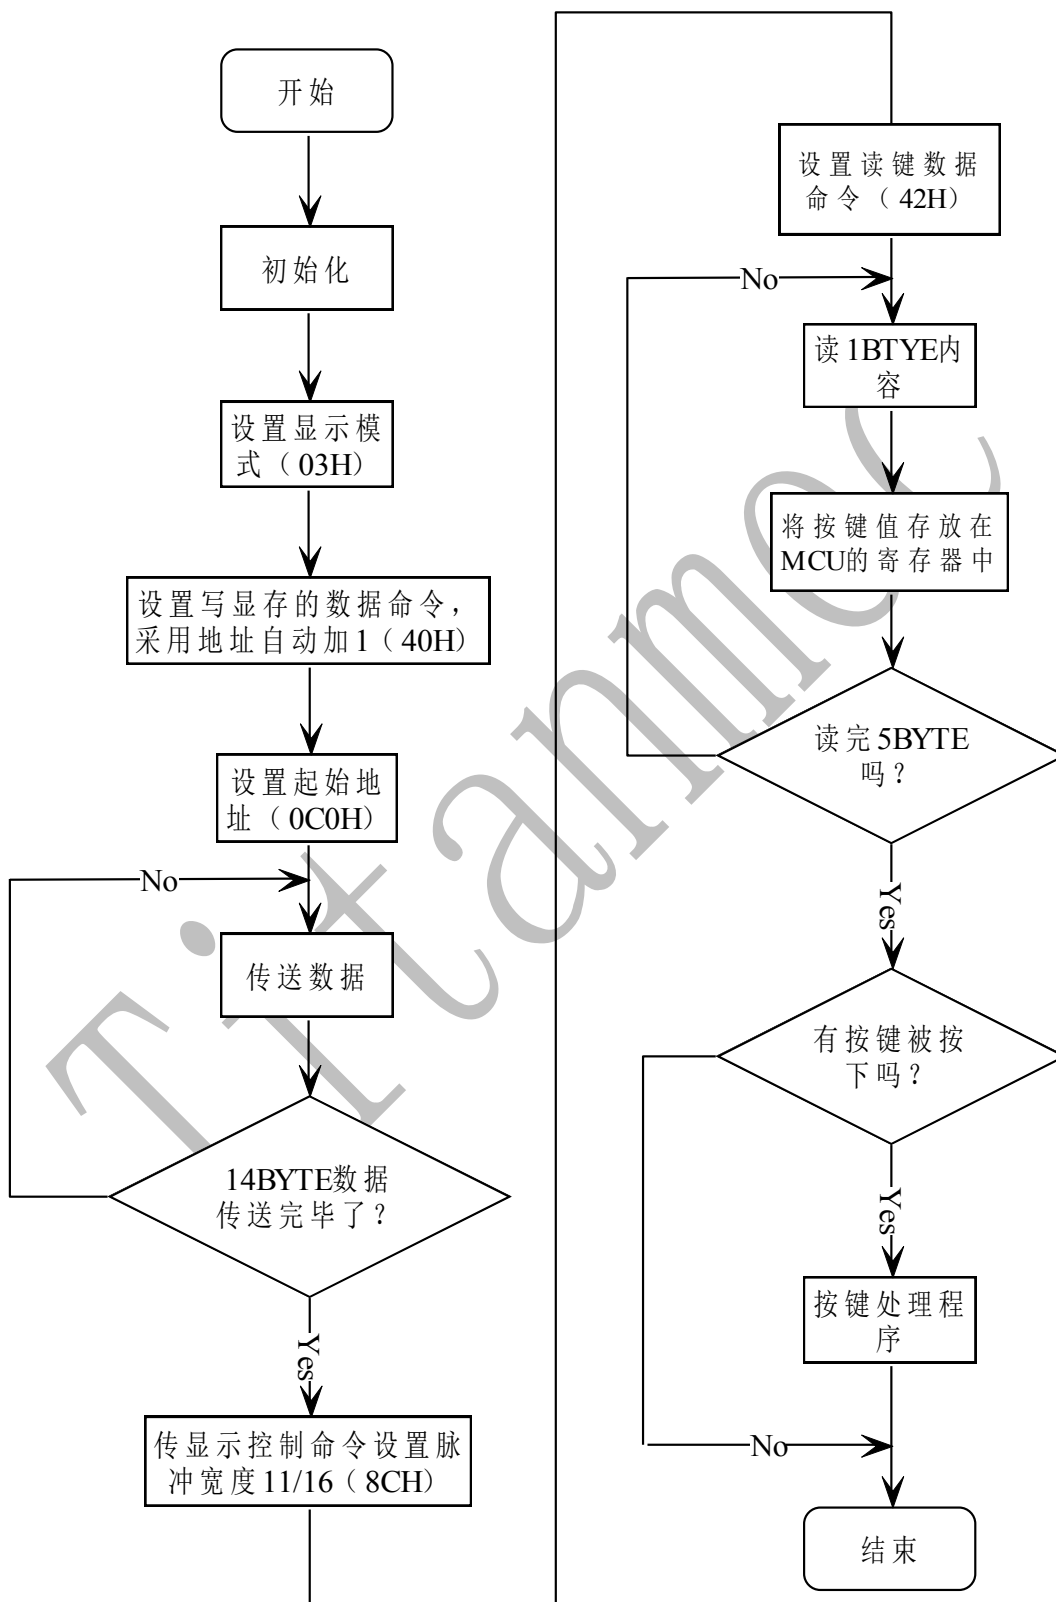 开始
初始化
设置显示模
式（03H）
设置写显存的数据命令，
采用地址自动加1（40H）
设置起始地
址（0C0H）
No
传送数据
14BYTE数据
传送完毕了？
Yes
传显示控制命令设置脉
冲宽度11/16（8CH）
设置读键数据
命令（42H）
No
读1BTYE内
容
将按键值存放在
MCU的寄存器中
读完5BYTE
吗？
Yes
有按键被按
下吗？
Yes
按键处理程
序
No
结束
Titanmec